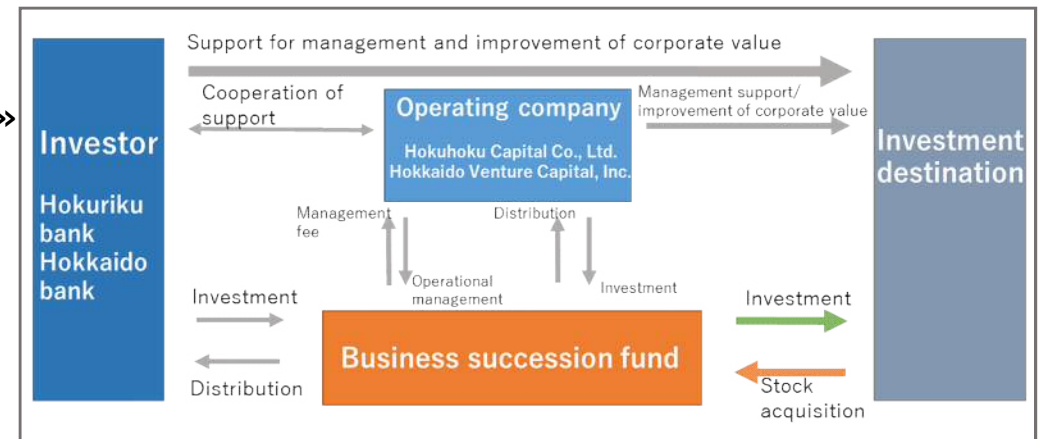 Support for management and improvement of corporate value
»
Investor
Hokuriku
bank
Hokkaido
bank
Cooperation of
support
Operating company
Hokuhoku Capital Co., Ltd.
Hokkaido Venture Capital, Inc.
Management support/
improvement of corporate value
Investment
destination
Management
fee
Operational
management
Distribution
Investment
Investment
Distribution
Business succession fund
Investment
Stock
acquisition